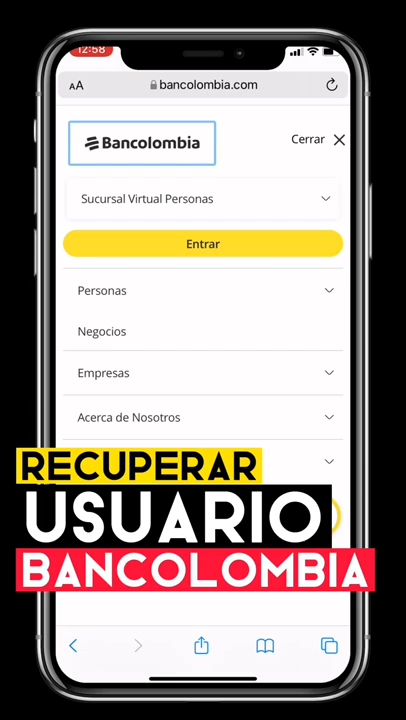 12:58
AA
bancolombia.com
Bancolombia
Cerrar
Sucursal Virtual Personas
Entrar
Personas
Negocios
Empresas
Acerca de Nosotros
RECUPERAR
USUARIO
BANCOLOMBIA